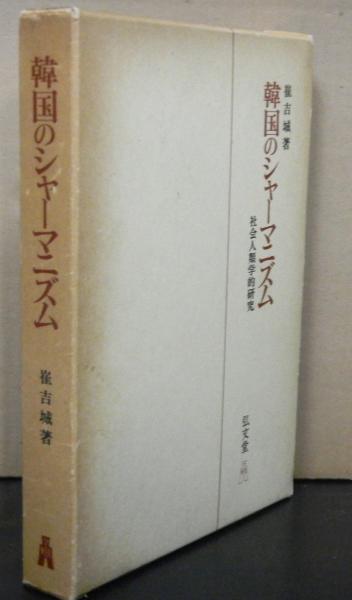 韓国のシャーマニズム
崔吉城著
崔吉城著
韓国のシャーマニズム
社会人類学的研究
弘文堂